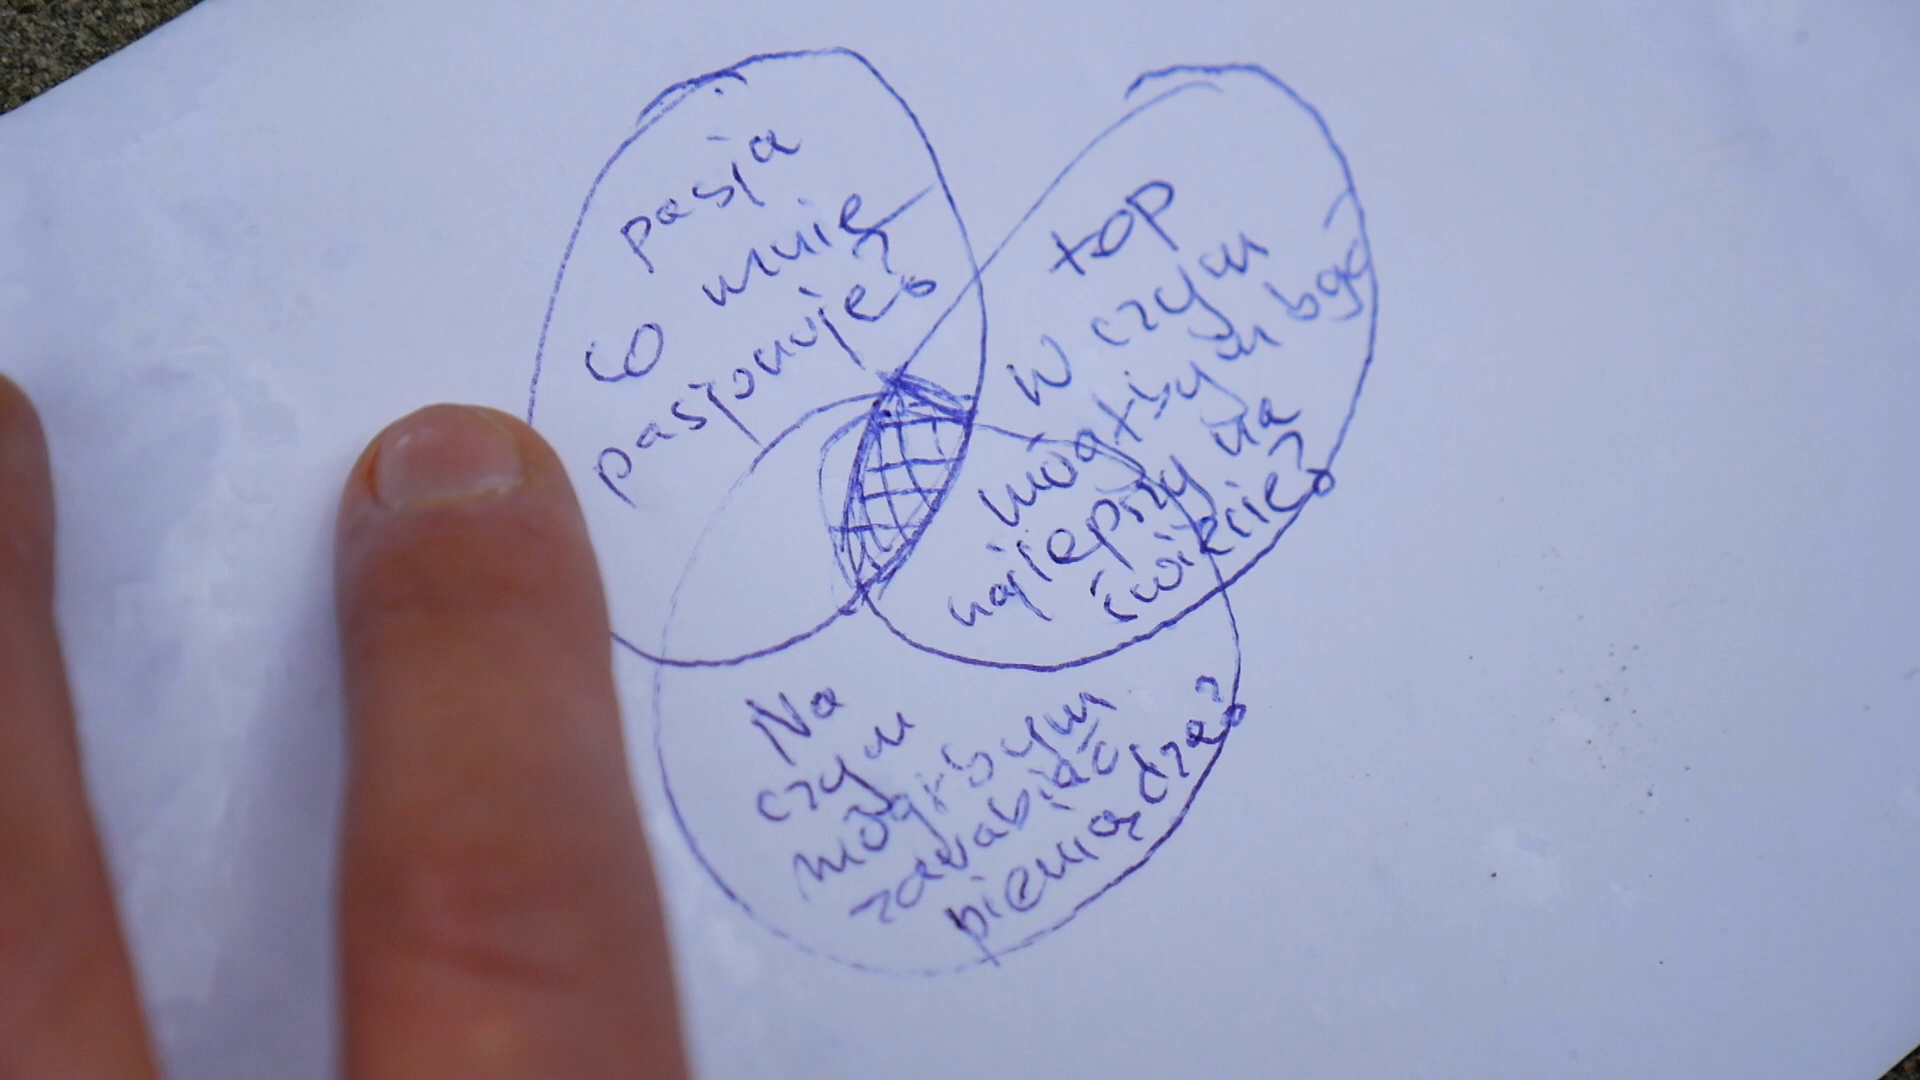 pasja
co mnie
pasjonuje?
top
W czym
mógłbym być
najlepszy na
świecie?
Na
czym
mógłbym
zarabiać
pieniądze?